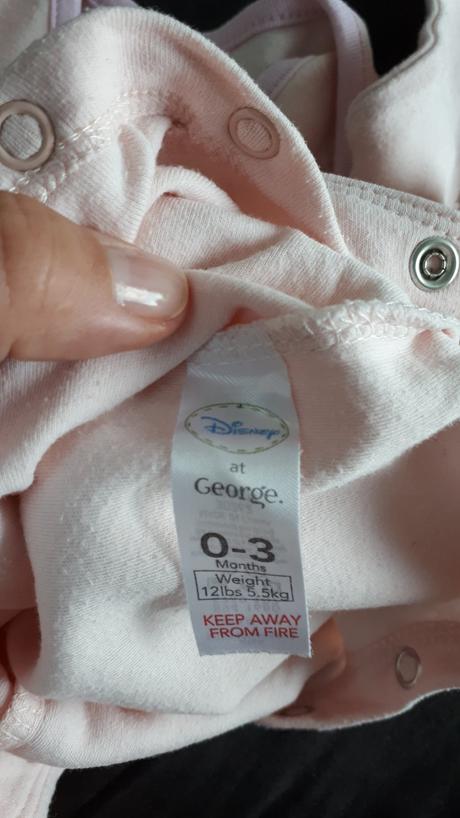 Disney
at
George.
0-3
Months
Weight
12lbs 5.5kg
KEEP AWAY
FROM FIRE